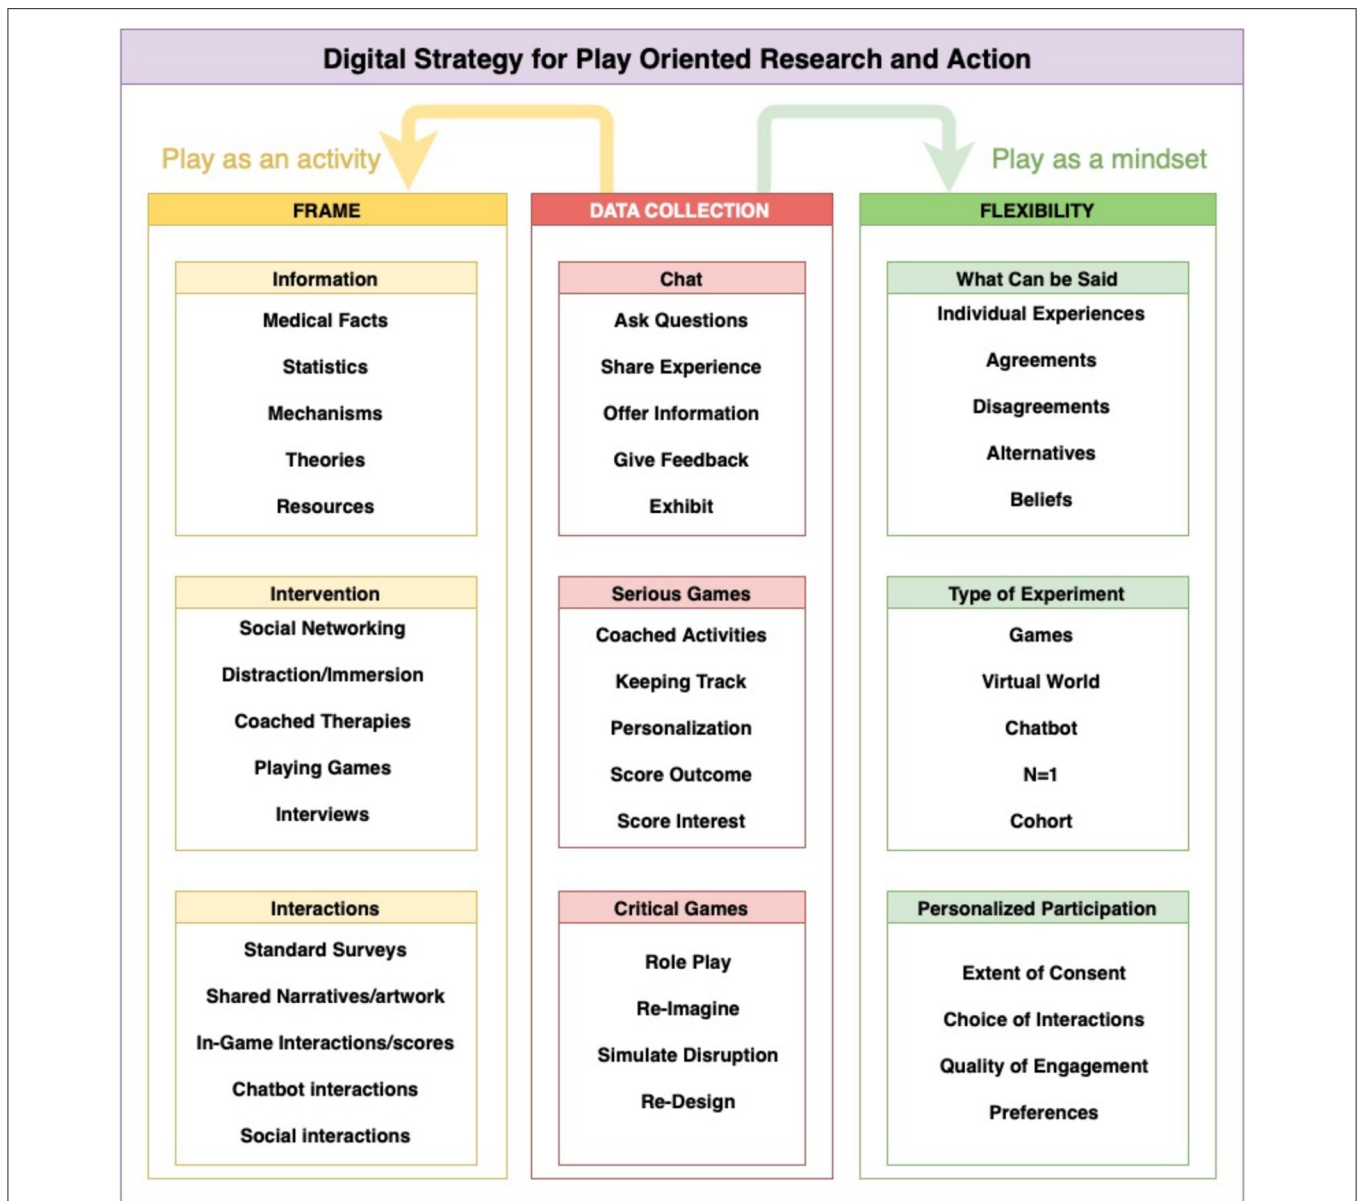 Digital Strategy for Play Oriented Research and Action
Play as an activity
Play as a mindset
FRAME
Information
Medical Facts
Statistics
Mechanisms
Theories
Resources
Intervention
Social Networking
Distraction/Immersion
Coached Therapies
Playing Games
Interviews
Interactions
Standard Surveys
Shared Narratives/artwork
In-Game Interactions/scores
Chatbot interactions
Social interactions
DATA COLLECTION
Chat
Ask Questions
Share Experience
Offer Information
Give Feedback
Exhibit
Serious Games
Coached Activities
Keeping Track
Personalization
Score Outcome
Score Interest
Critical Games
Role Play
Re-Imagine
Simulate Disruption
Re-Design
FLEXIBILITY
What Can be Said
Individual Experiences
Agreements
Disagreements
Alternatives
Beliefs
Type of Experiment
Games
Virtual World
Chatbot
N=1
Cohort
Personalized Participation
Extent of Consent
Choice of Interactions
Quality of Engagement
Preferences